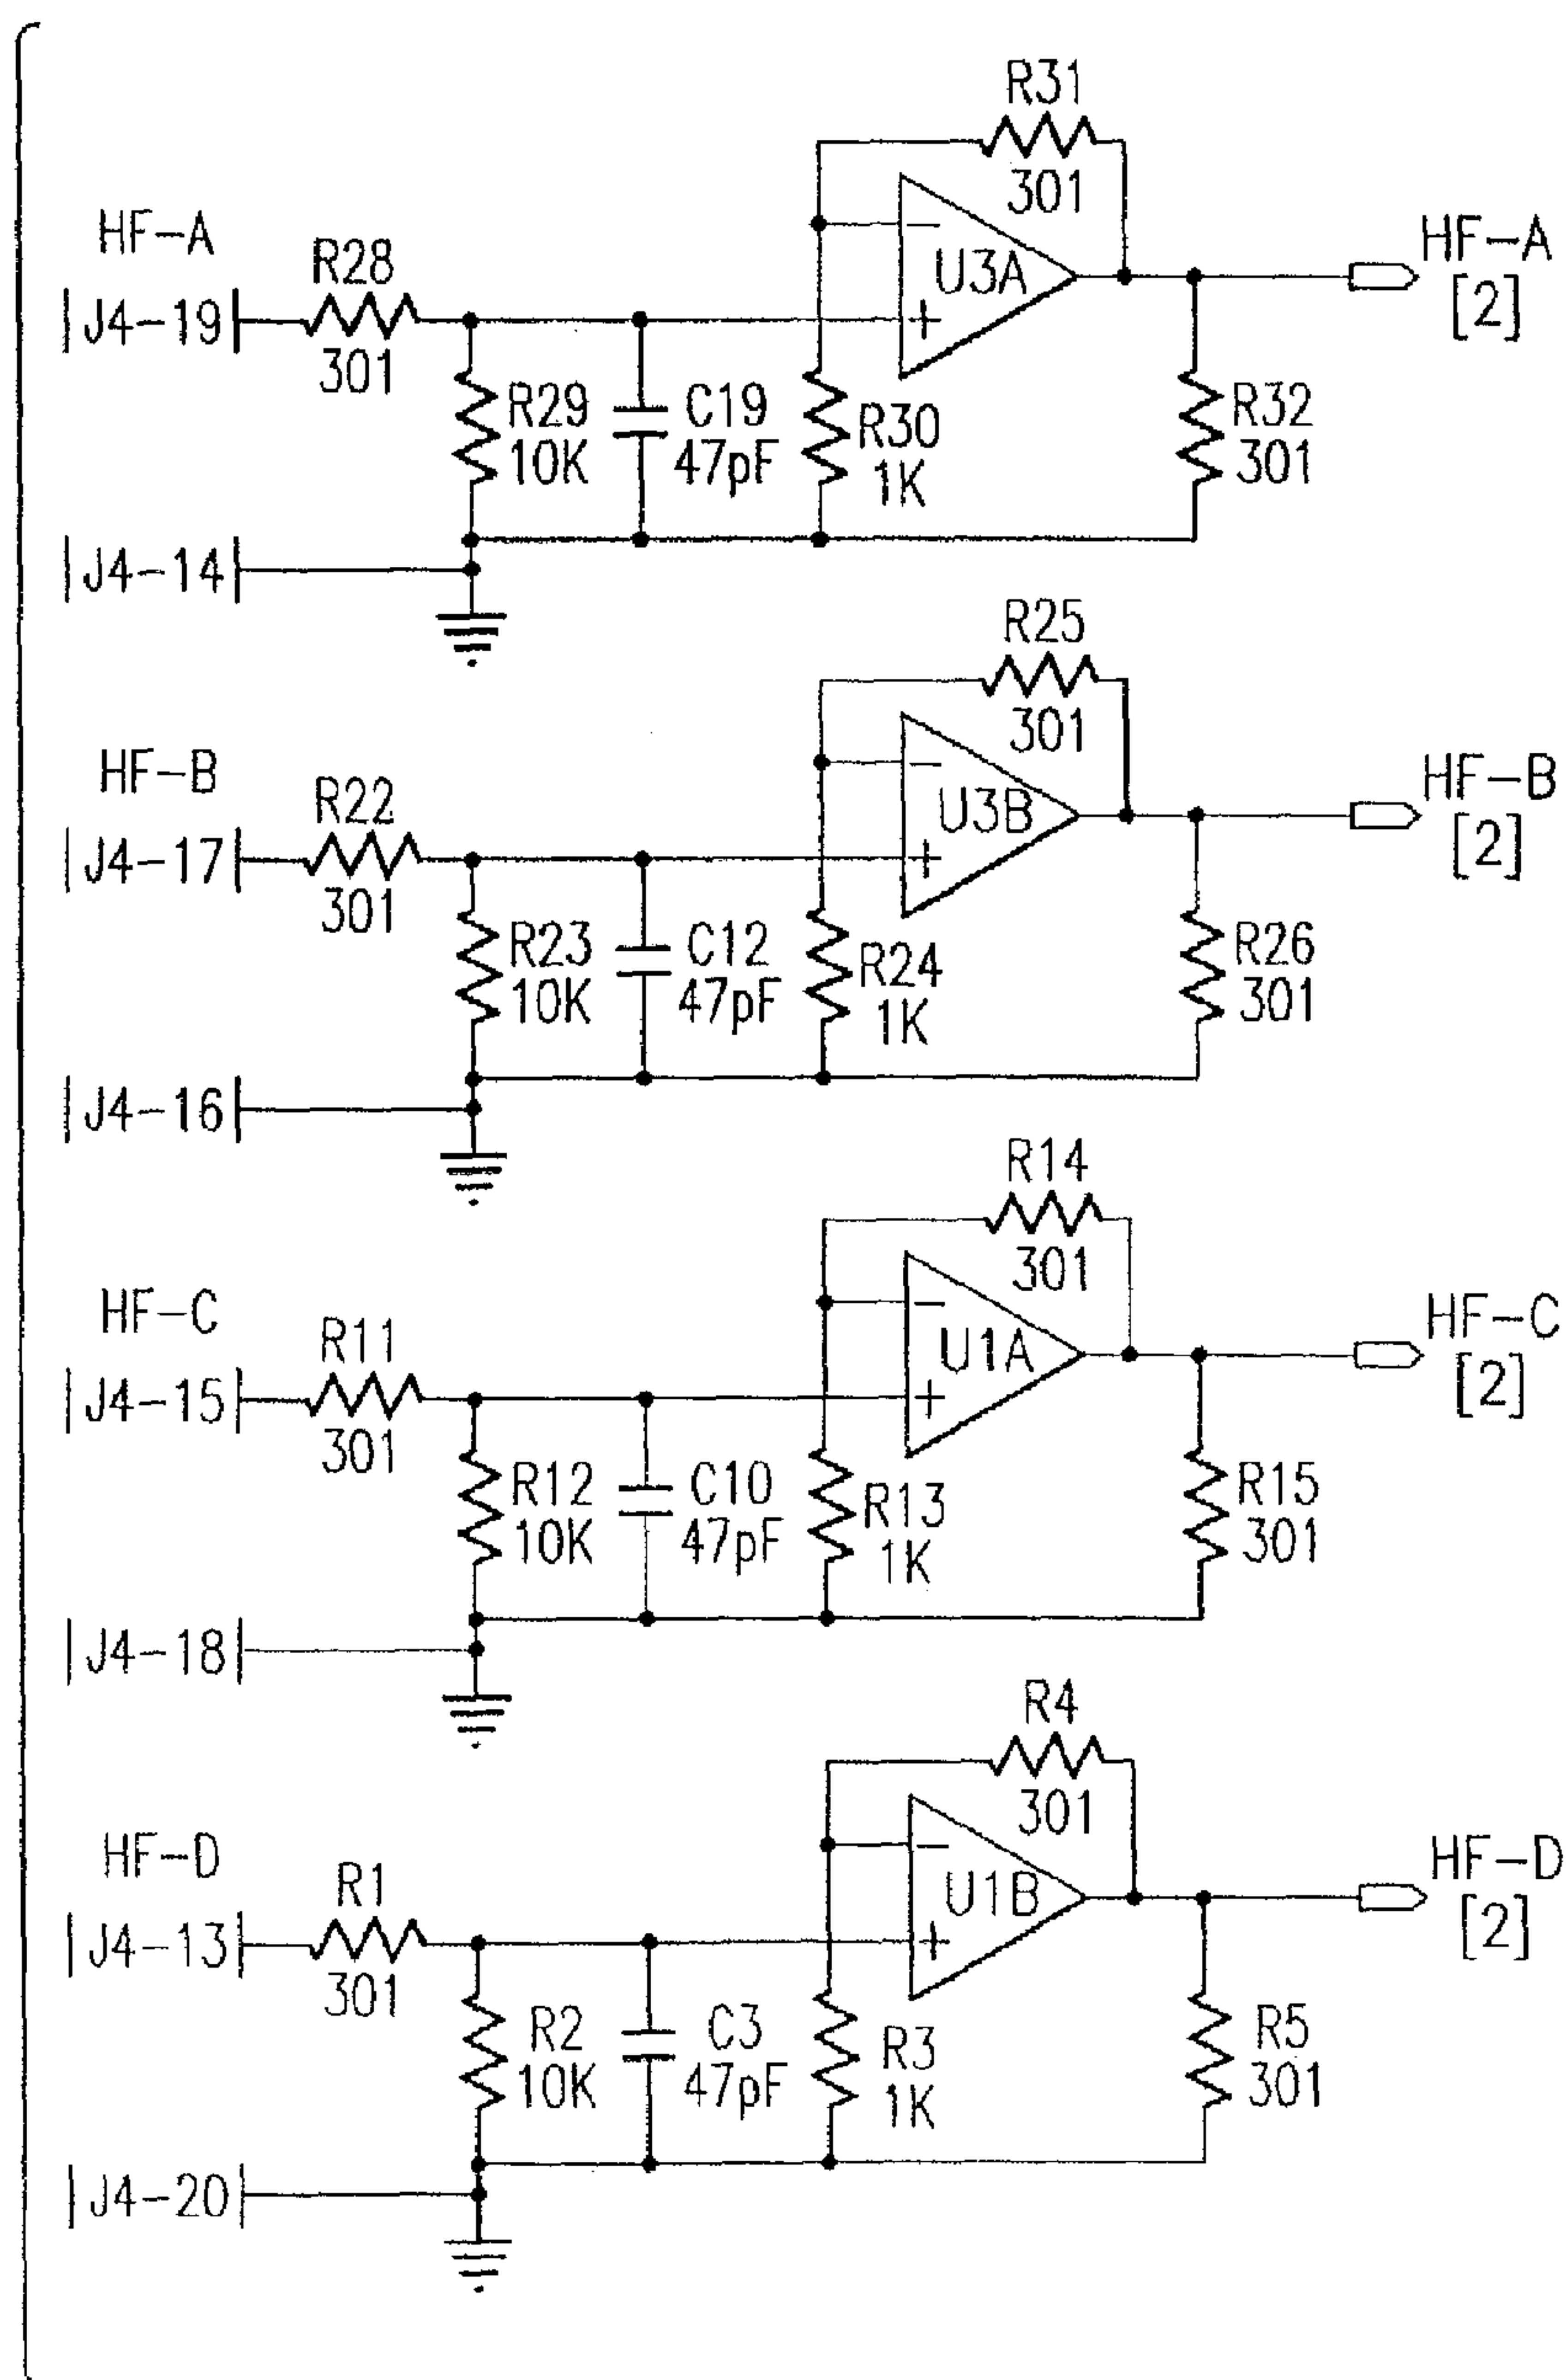 R31
301
HF-A
R28
|J4-19|
301
-
U3A
+
HF-A
[2]
R29
10K
C19
47pF
R30
1K
R32
301
|J4-14|
R25
301
HF-B
R22
|J4-17|
301
-
U3B
+
HF-B
[2]
R23
10K
C12
47pF
R24
1K
R26
301
|J4-16|
R14
301
HF-C
R11
|J4-15|
301
-
U1A
+
HF-C
[2]
R12
10K
C10
47pF
R13
1K
R15
301
|J4-18|
R4
301
HF-D
R1
|J4-13|
301
-
U1B
+
HF-D
[2]
R2
10K
C3
47pF
R3
1K
R5
301
|J4-20|